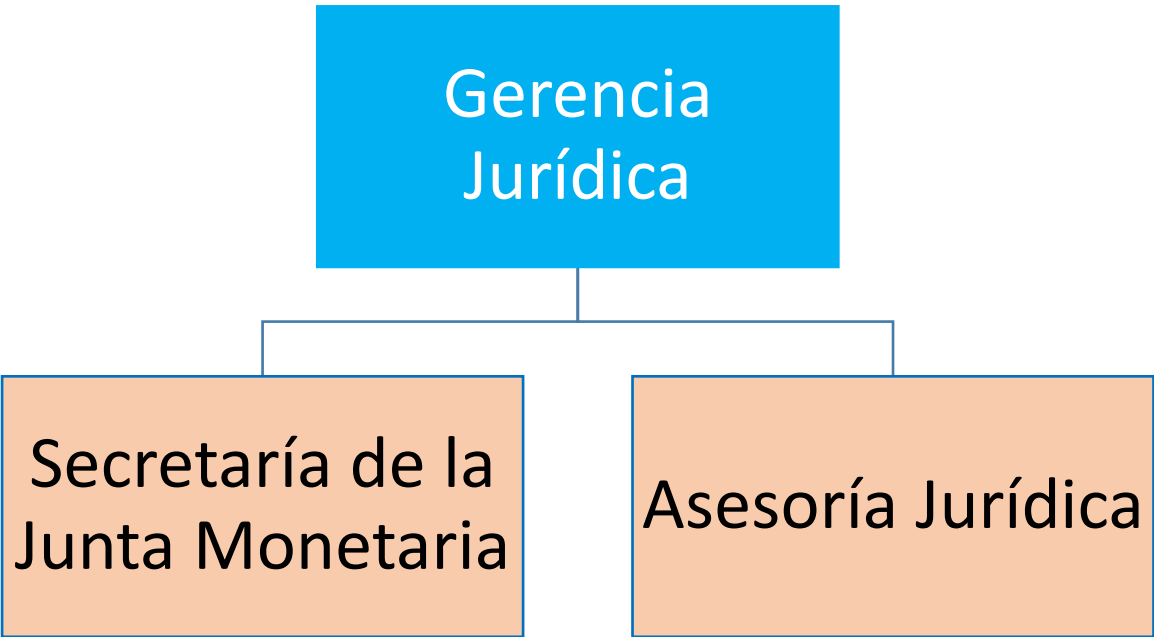 Gerencia
Jurídica
Secretaría de la
Junta Monetaria
Asesoría Jurídica